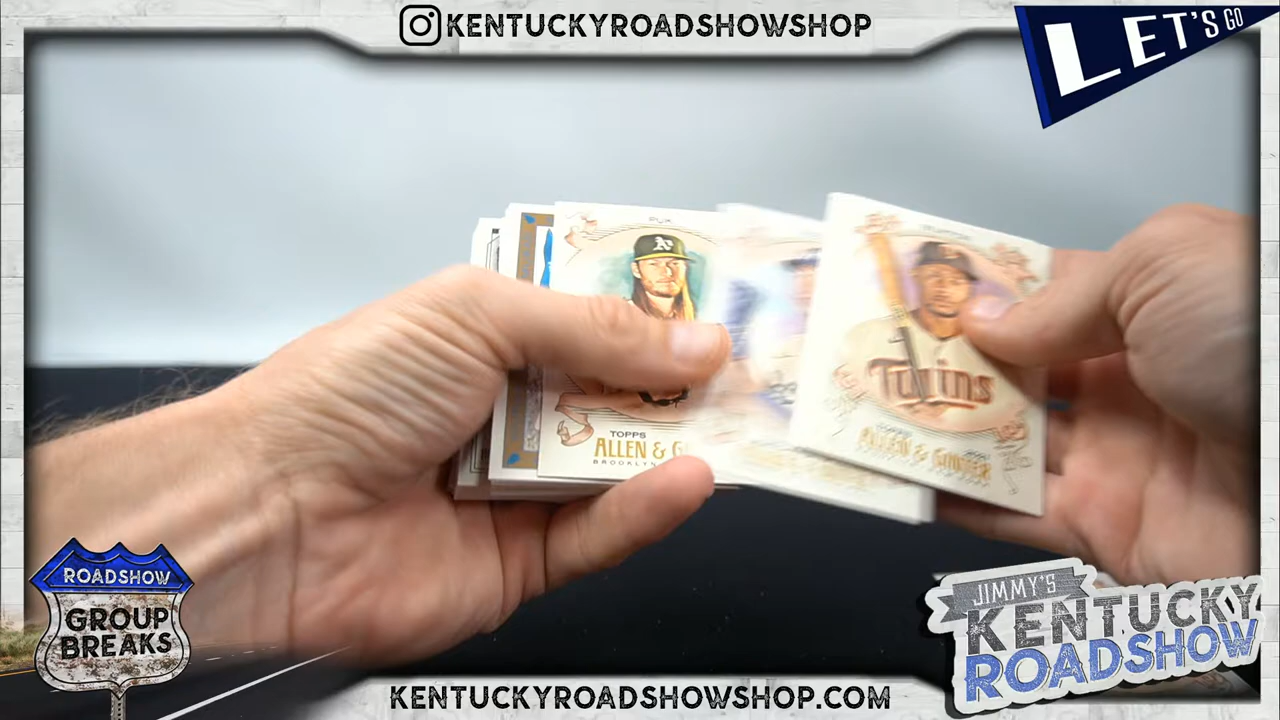 KENTUCKYROADSHOWSHOP
LET'S GO
PUK
A's
Twins
TOPPS
ALLEN & G
BROOKLYN
ALLEN & GINTER
ROADSHOW
GROUP
BREAKS
JIMMY'S
KENTUCKY
ROADSHOW
KENTUCKYROADSHOWSHOP.COM